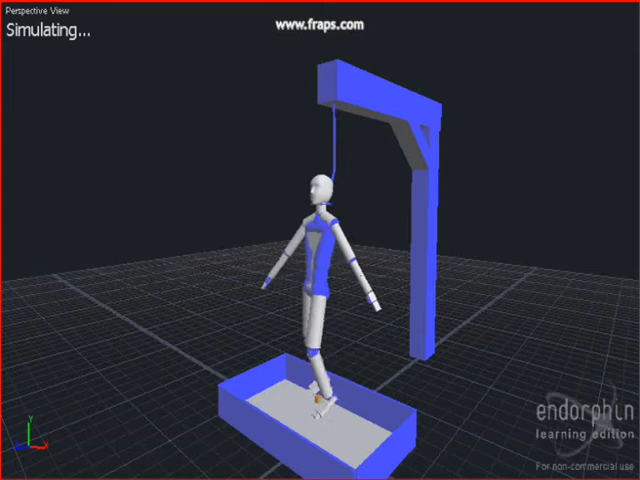 Perspective View
www.fraps.com
Simulating...
endorphin
learning edition
For non-commercial use
Y
X